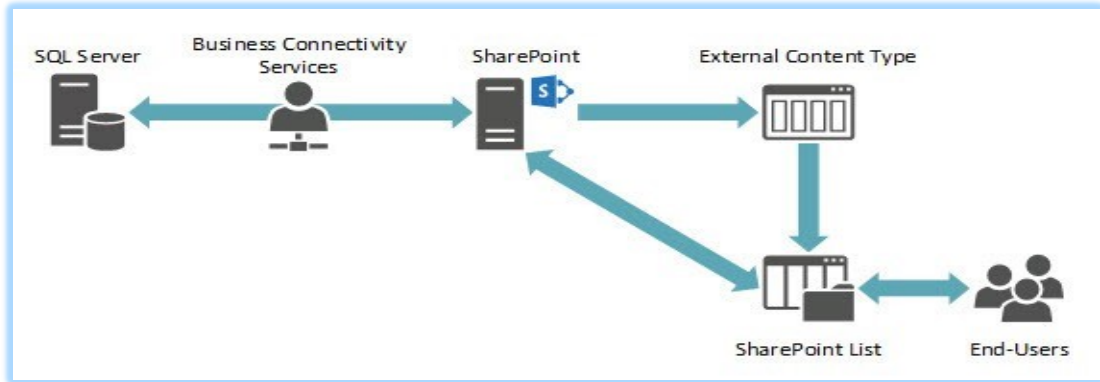 SQL Server
Business Connectivity
Services
SharePoint
External Content Type
S
SharePoint List
End-Users